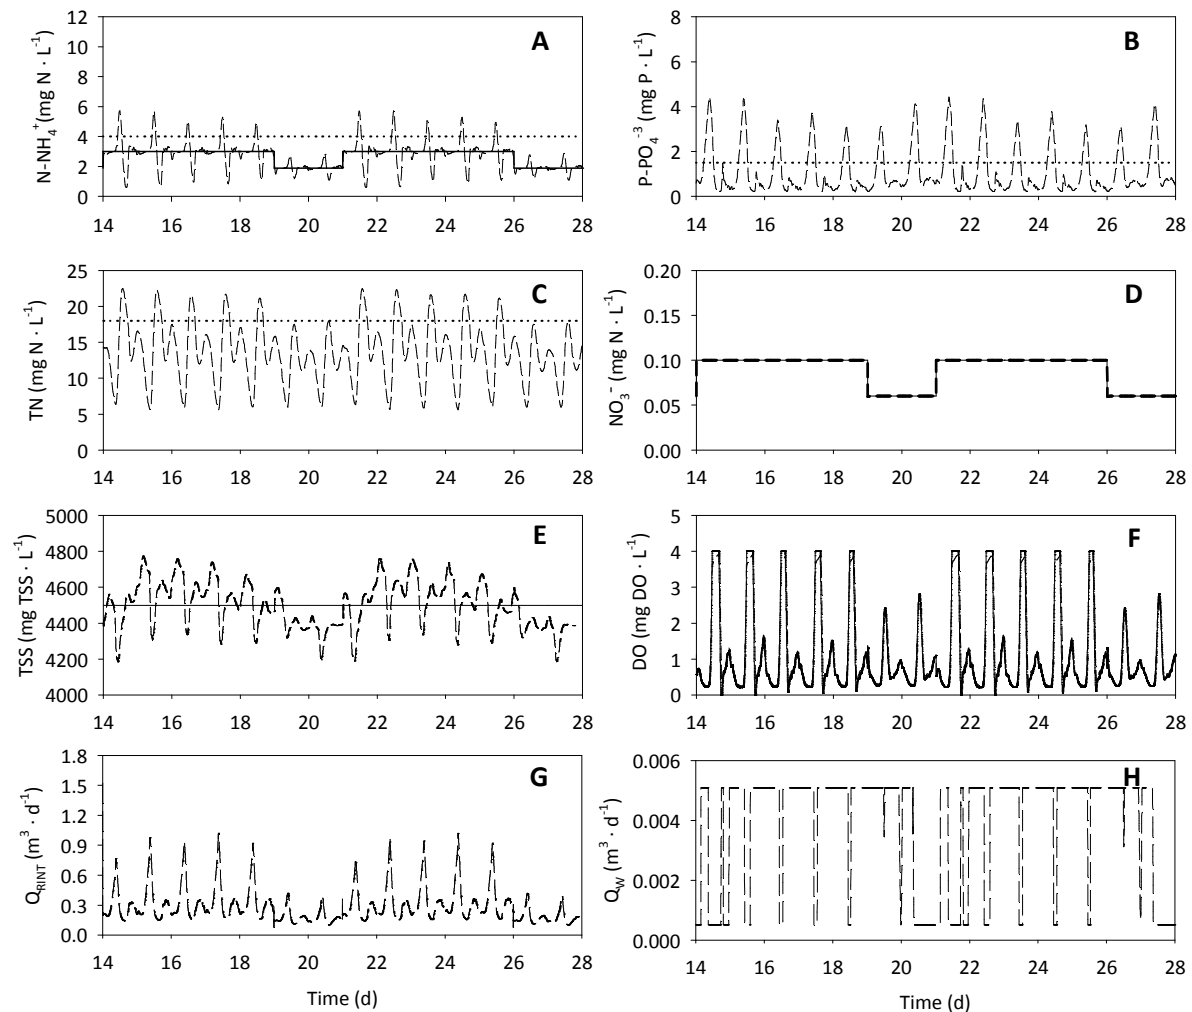 A
N-NH₄⁺(mg N · L⁻¹)
12
10
8
6
4
2
0
14 16 18 20 22 24 26 28
B
P-PO₄⁻³ (mg P · L⁻¹)
8
6
4
2
0
14 16 18 20 22 24 26 28
C
TN (mg N · L⁻¹)
25
20
15
10
5
0
14 16 18 20 22 24 26 28
D
NO₃⁻ (mg N · L⁻¹)
0.20
0.15
0.10
0.05
0.00
14 16 18 20 22 24 26 28
E
TSS (mg TSS · L⁻¹)
5000
4800
4600
4400
4200
4000
14 16 18 20 22 24 26 28
F
DO (mg DO · L⁻¹)
5
4
3
2
1
0
14 16 18 20 22 24 26 28
G
Q_RINT (m³ · d⁻¹)
1.8
1.5
1.2
0.9
0.6
0.3
0.0
14 16 18 20 22 24 26 28
Time (d)
H
Q_W (m³ · d⁻¹)
0.006
0.004
0.002
0.000
14 16 18 20 22 24 26 28
Time (d)